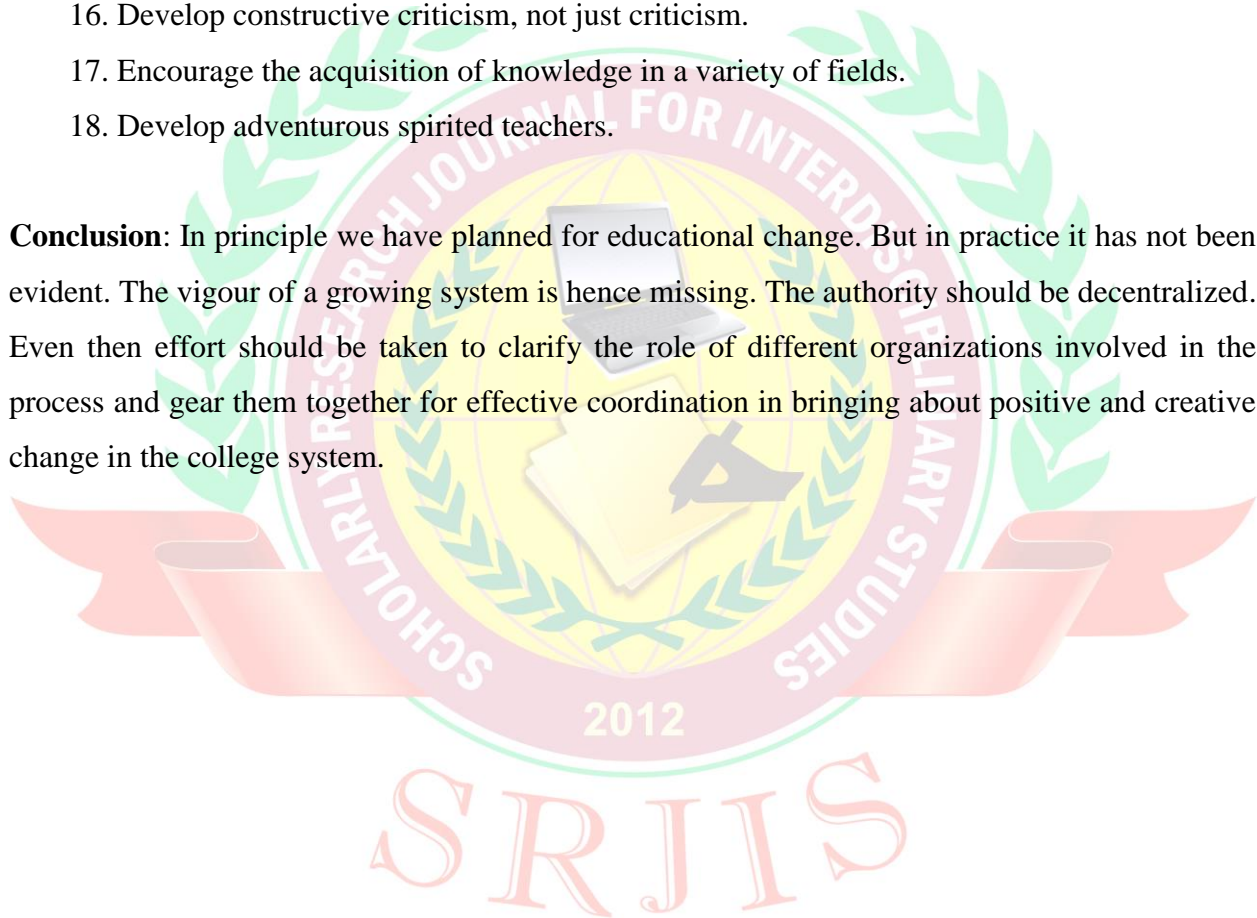 16. Develop constructive criticism, not just criticism.
17. Encourage the acquisition of knowledge in a variety of fields.
18. Develop adventurous spirited teachers.
Conclusion: In principle we have planned for educational change. But in practice it has not been
evident. The vigour of a growing system is hence missing. The authority should be decentralized.
Even then effort should be taken to clarify the role of different organizations involved in the
process and gear them together for effective coordination in bringing about positive and creative
change in the college system.
SCHOLARLY RESEARCH JOURNAL FOR INTERDISCIPLINARY STUDIES
2012
SRJIS